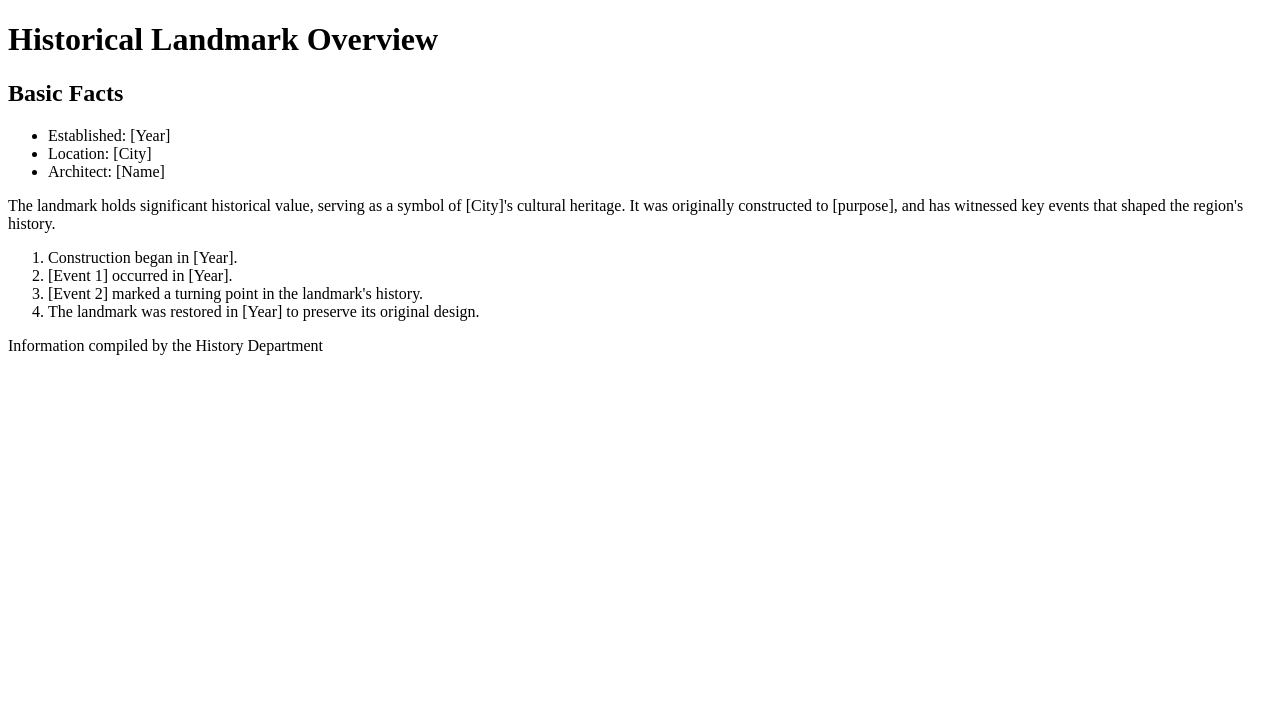 Historical Landmark Overview
Basic Facts
• Established: [Year]
• Location: [City]
• Architect: [Name]
The landmark holds significant historical value, serving as a symbol of [City]'s cultural heritage. It was originally constructed to [purpose], and has witnessed key events that shaped the region's
history.
1. Construction began in [Year].
2. [Event 1] occurred in [Year].
3. [Event 2] marked a turning point in the landmark's history.
4. The landmark was restored in [Year] to preserve its original design.
Information compiled by the History Department